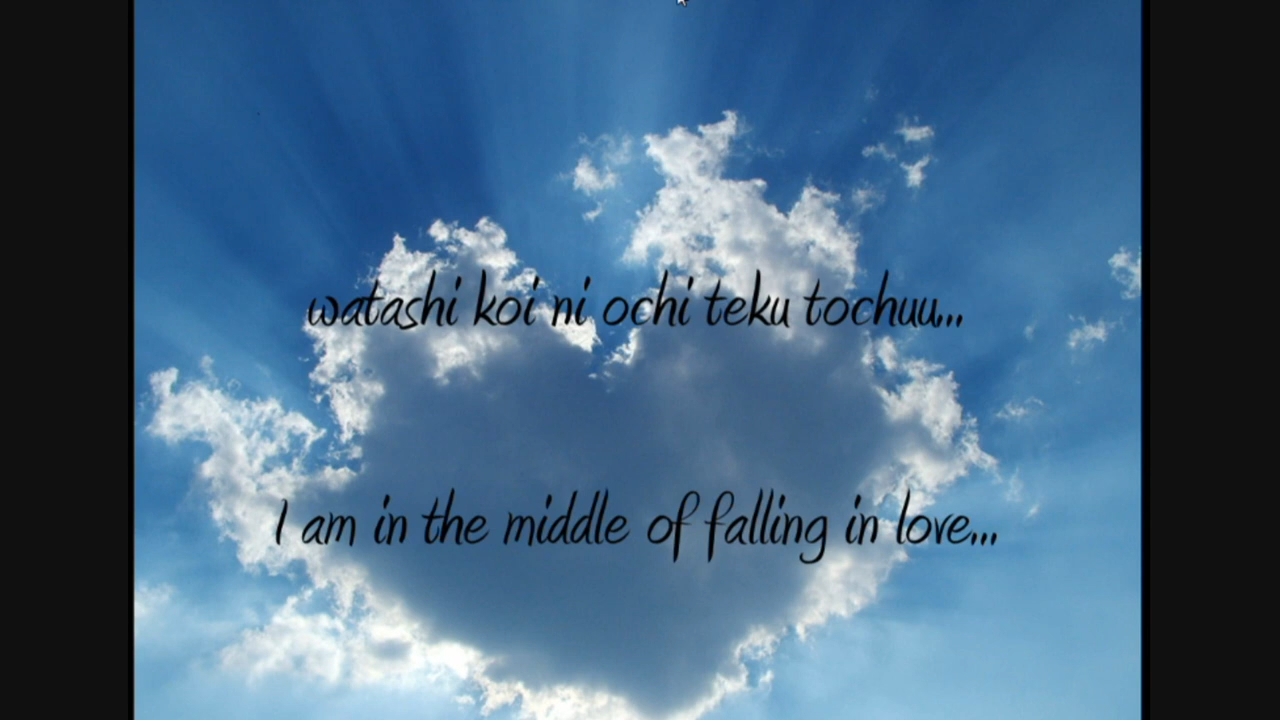 watashi koi ni ochi teku tochuu...
I am in the middle of falling in love...